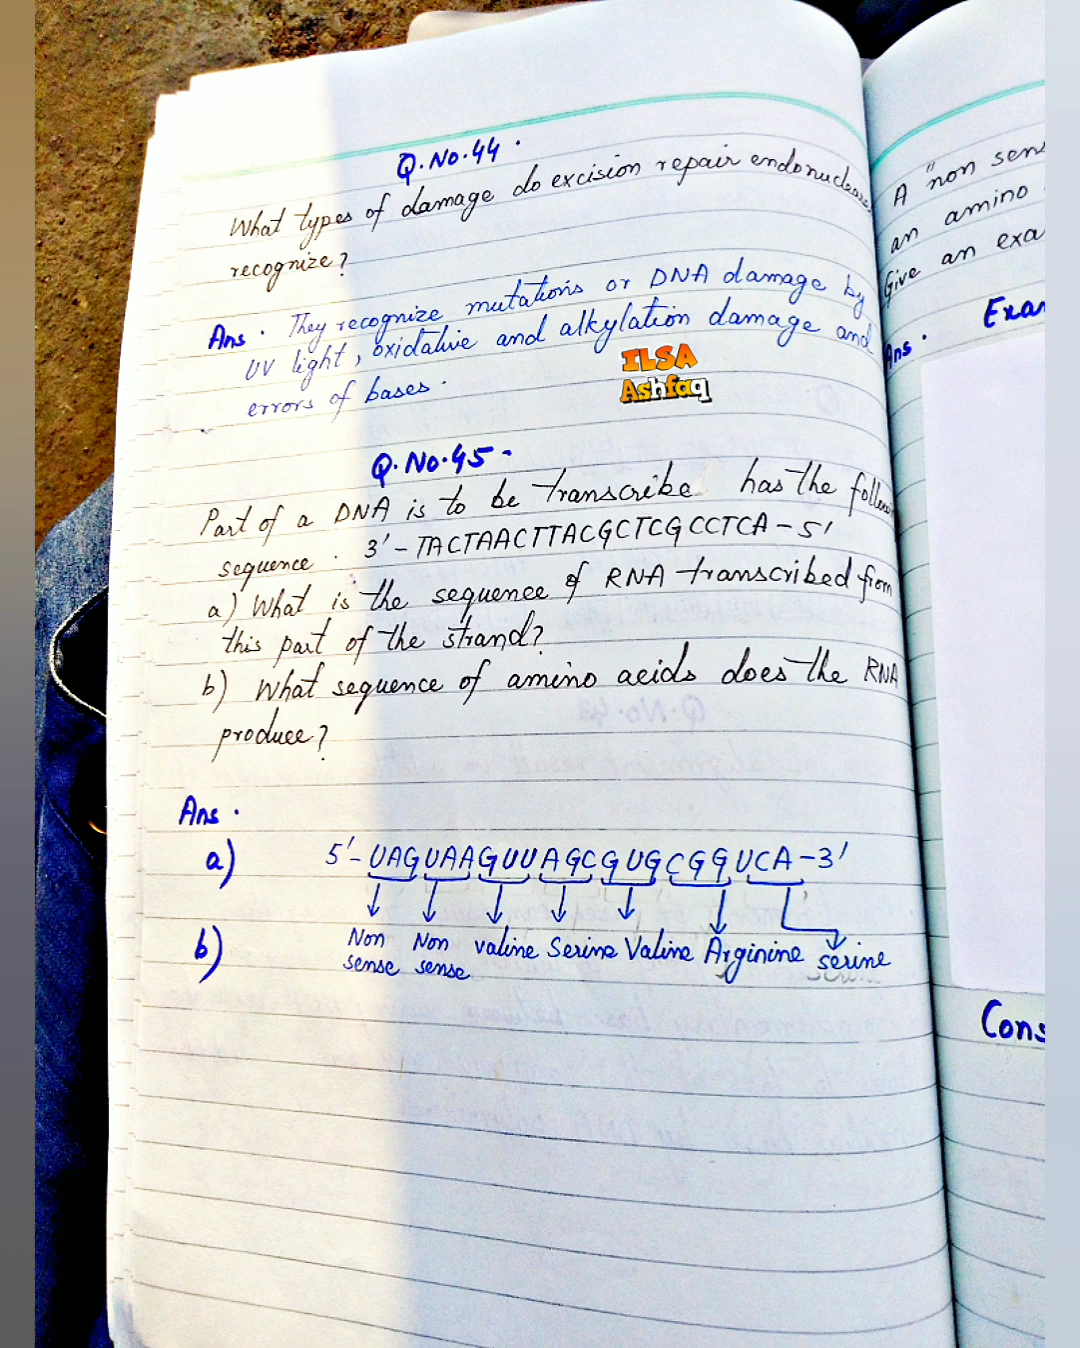 Q.No.44.
What types of damage do excision repair endonuclease
recognize?
Ans. They recognize mutations or DNA damage by
UV light, oxidative and alkylation damage and
errors of bases.
ILSA
Ashfaq
Q.No.45-
Part of a DNA is to be transcribe has the
sequence. 3'-TACTAACTTACGCTCGCCTCA-5'
a) What is the sequence of RNA transcribed from
this part of the strand?
b) What sequence of amino acids does the RNA
produce?
Ans.
a) 5'-UAGUAAGUUAGCGUGCGGUCA-3'
b) Non sense Non sense valine Serine Valine Arginine serine
A "non sens
an amino
Give an exa
Ans. Exam
Cons